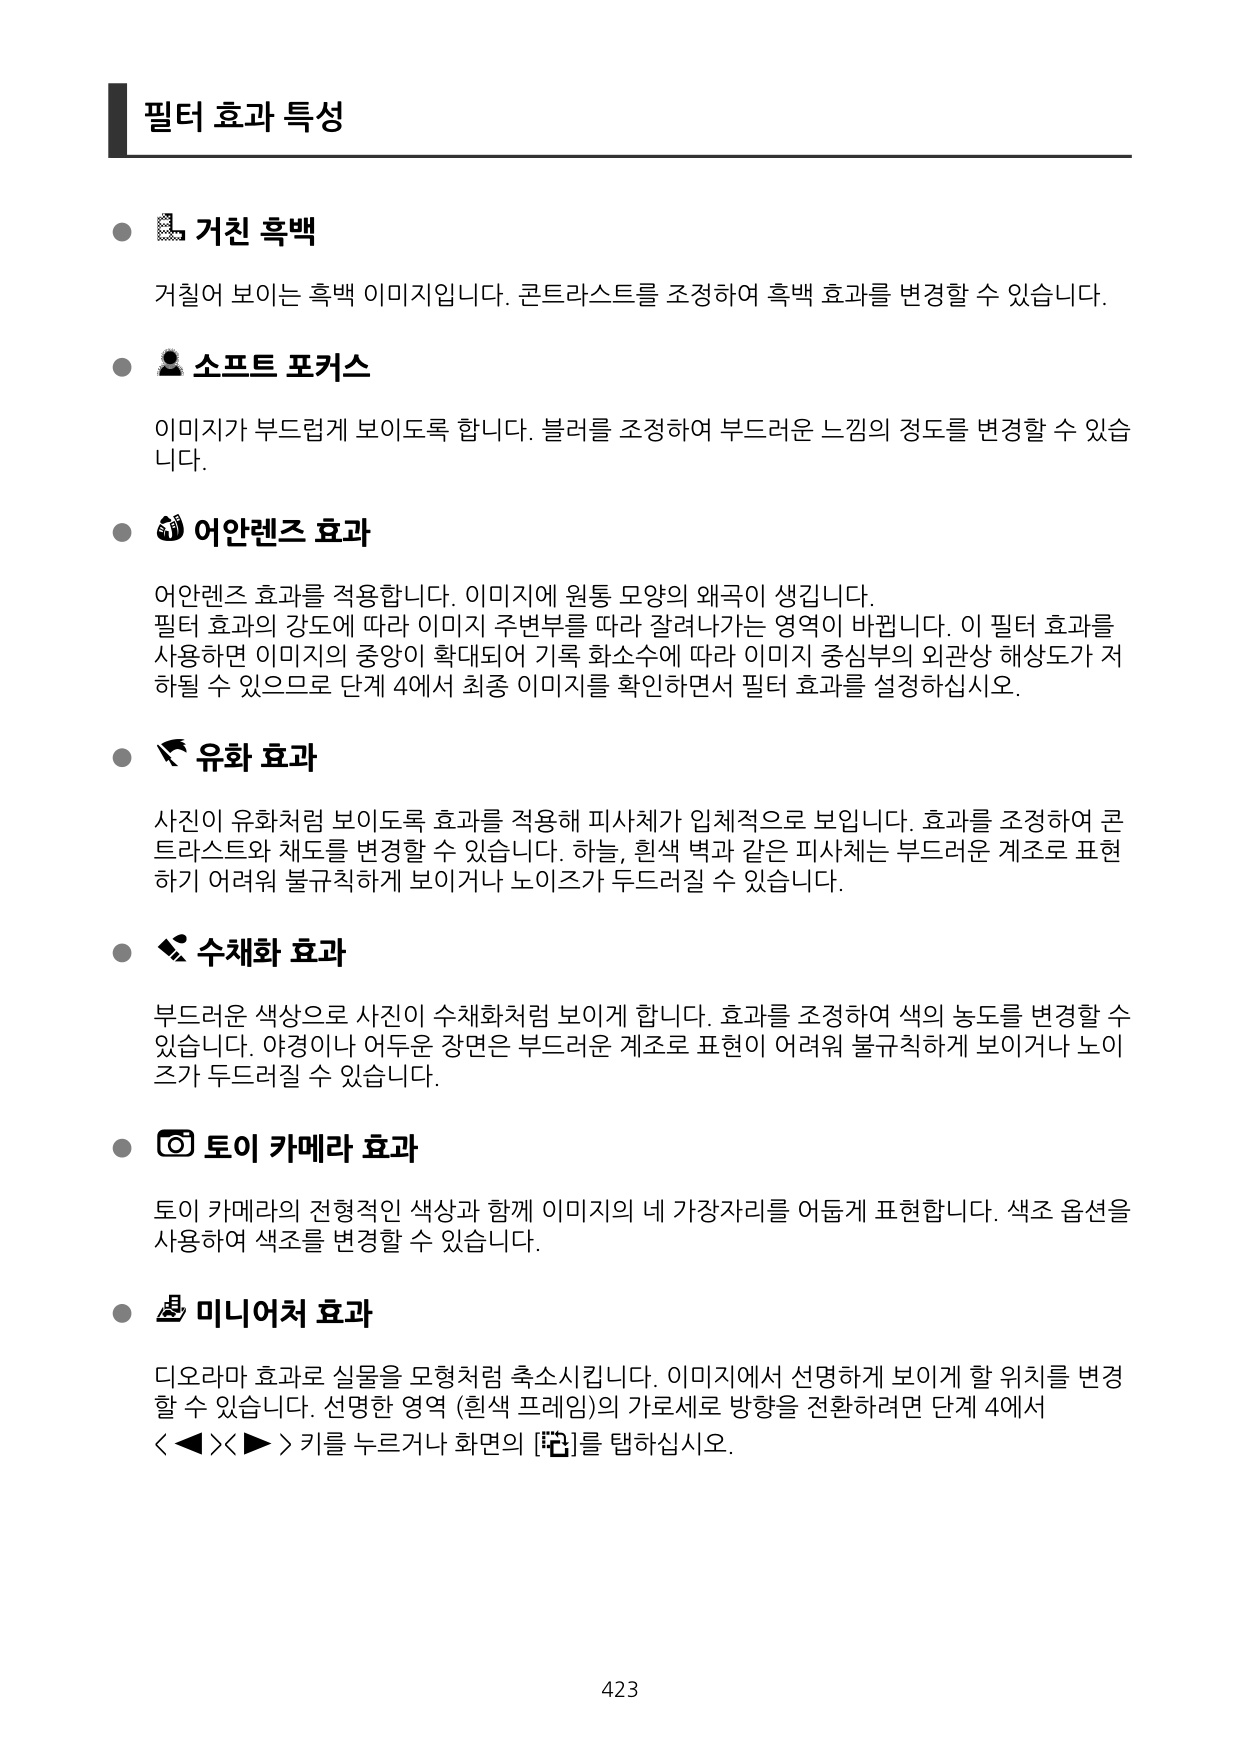 필터 효과 특성
● 거친 흑백
거칠어 보이는 흑백 이미지입니다. 콘트라스트를 조정하여 흑백 효과를 변경할 수 있습니다.
● 소프트 포커스
이미지가 부드럽게 보이도록 합니다. 블러를 조정하여 부드러운 느낌의 정도를 변경할 수 있습
니다.
● 어안렌즈 효과
어안렌즈 효과를 적용합니다. 이미지에 원통 모양의 왜곡이 생깁니다.
필터 효과의 강도에 따라 이미지 주변부를 따라 잘려나가는 영역이 바뀝니다. 이 필터 효과를
사용하면 이미지의 중앙이 확대되어 기록 화소수에 따라 이미지 중심부의 외관상 해상도가 저
하될 수 있으므로 단계 4에서 최종 이미지를 확인하면서 필터 효과를 설정하십시오.
● 유화 효과
사진이 유화처럼 보이도록 효과를 적용해 피사체가 입체적으로 보입니다. 효과를 조정하여 콘
트라스트와 채도를 변경할 수 있습니다. 하늘, 흰색 벽과 같은 피사체는 부드러운 계조로 표현
하기 어려워 불규칙하게 보이거나 노이즈가 두드러질 수 있습니다.
● 수채화 효과
부드러운 색상으로 사진이 수채화처럼 보이게 합니다. 효과를 조정하여 색의 농도를 변경할 수
있습니다. 야경이나 어두운 장면은 부드러운 계조로 표현이 어려워 불규칙하게 보이거나 노이
즈가 두드러질 수 있습니다.
● 토이 카메라 효과
토이 카메라의 전형적인 색상과 함께 이미지의 네 가장자리를 어둡게 표현합니다. 색조 옵션을
사용하여 색조를 변경할 수 있습니다.
● 미니어처 효과
디오라마 효과로 실물을 모형처럼 축소시킵니다. 이미지에서 선명하게 보이게 할 위치를 변경
할 수 있습니다. 선명한 영역 (흰색 프레임)의 가로세로 방향을 전환하려면 단계 4에서
〈◀〉〈▶〉키를 누르거나 화면의 []를 탭하십시오.
423